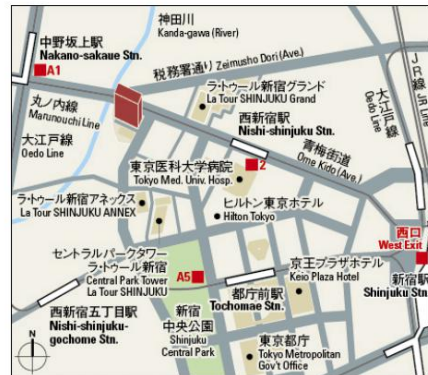 神田川
Kanda-gawa (River)
中野坂上駅
Nakano-sakaue Stn.
A1
税務署通り Zeimusho Dori (Ave.)
丸ノ内線
Marunouchi Line
大江戸線
Oedo Line
ラ・トゥール新宿グランド
La Tour SHINJUKU Grand
西新宿駅
Nishi-shinjuku Stn.
2
青梅街道
Ome Kido (Ave.)
大江戸線
Oedo Line
JR線
JR Line
東京医科大学病院
Tokyo Med. Univ. Hosp.
ラ・トゥール新宿アネックス
La Tour SHINJUKU ANNEX
ヒルトン東京ホテル
Hilton Tokyo
西口
West Exit
新宿駅
Shinjuku Stn.
セントラルパークタワー
ラ・トゥール新宿
Central Park Tower
La Tour SHINJUKU
A5
京王プラザホテル
Keio Plaza Hotel
都庁前駅
Tochomae Stn.
西新宿五丁目駅
Nishi-shinjuku-
gochome Stn.
新宿
中央公園
Shinjuku
Central Park
東京都庁
Tokyo Metropolitan
Gov't Office
N